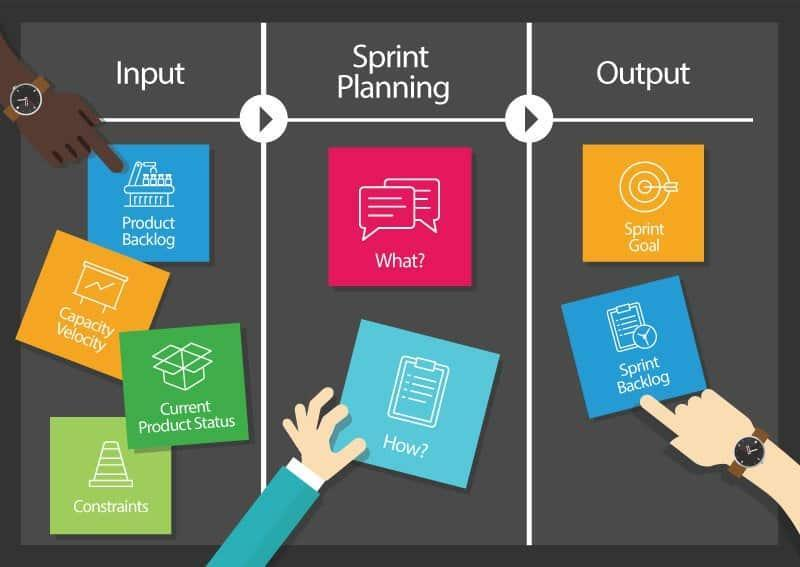 Input
Sprint
Planning
Output
Product
Backlog
Capacity
Velocity
Current
Product Status
Constraints
What?
How?
Sprint
Goal
Sprint
Backlog